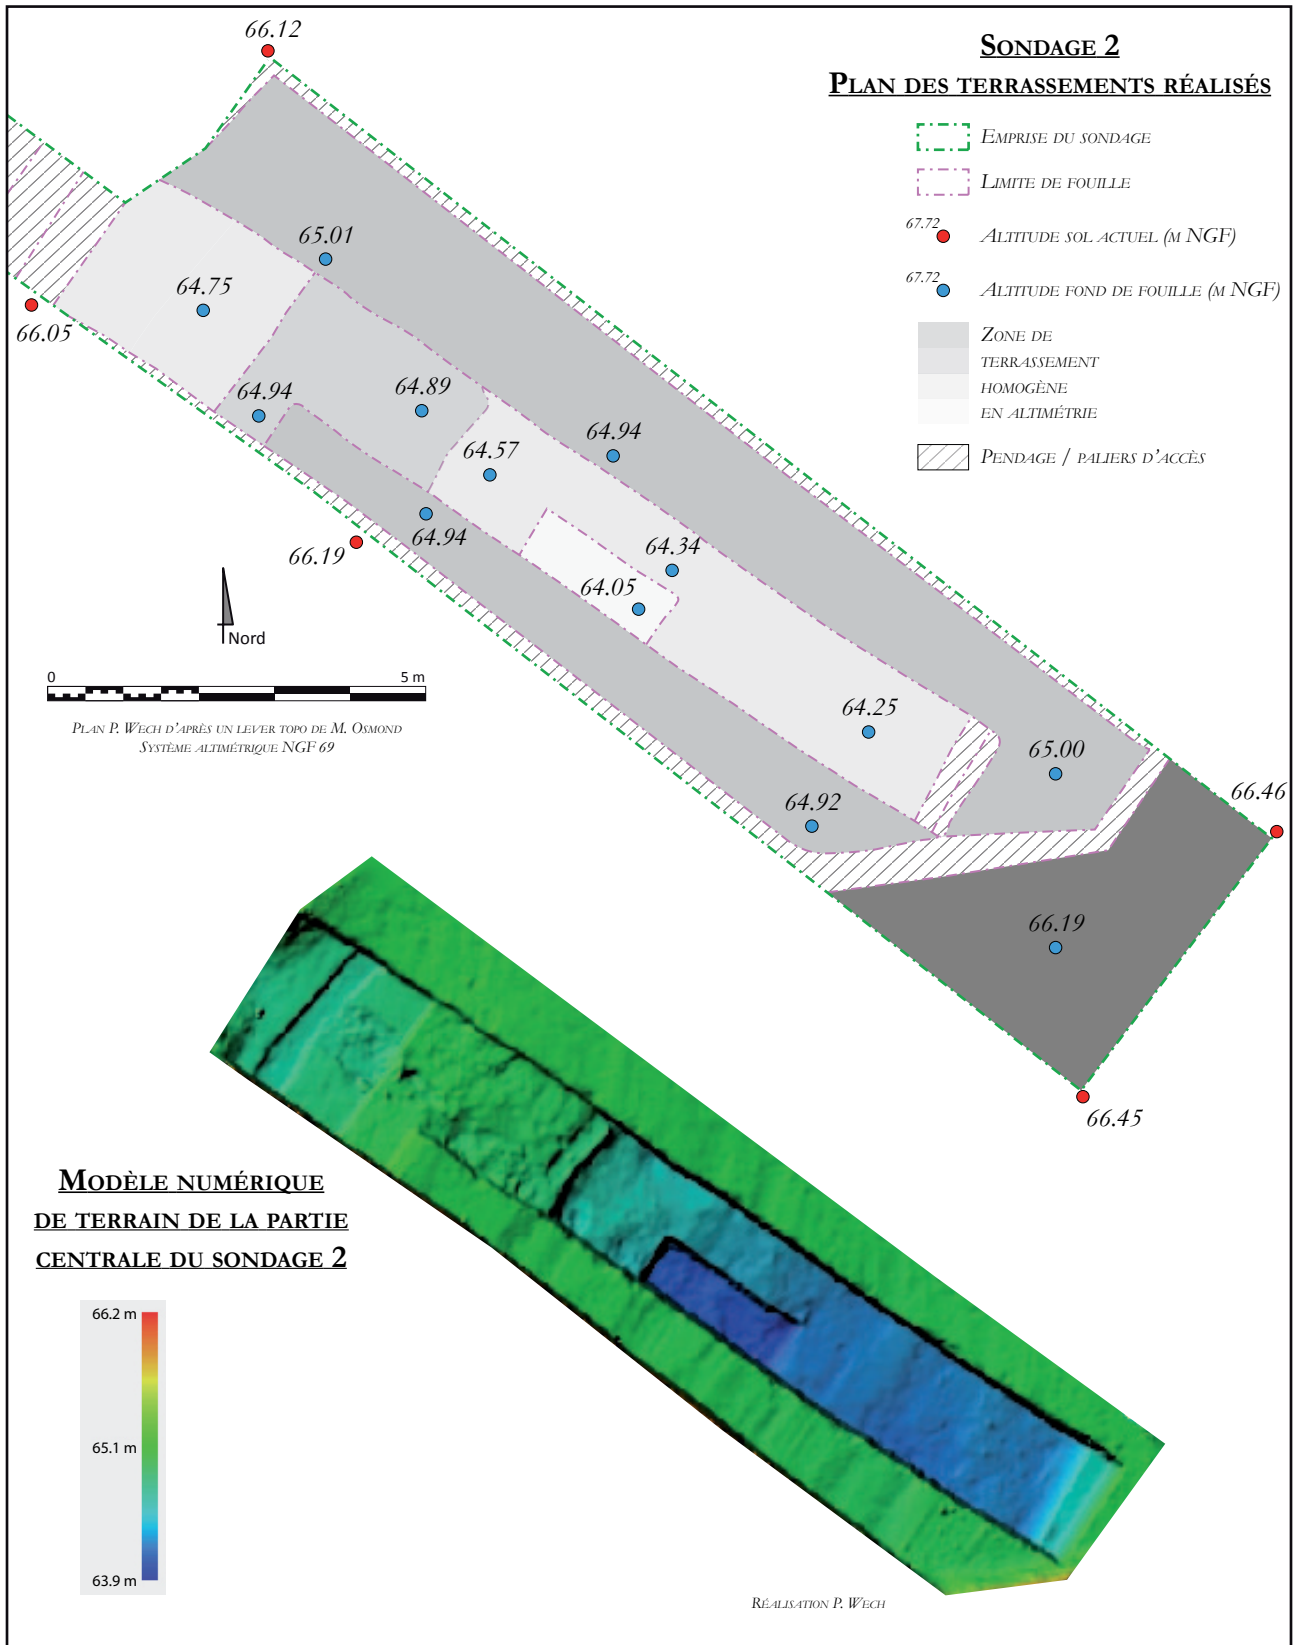 66.12
SONDAGE 2
PLAN DES TERRASSEMENTS RÉALISÉS
EMPRISE DU SONDAGE
LIMITE DE FOUILLE
67.72
ALTITUDE SOL ACTUEL (M NGF)
67.72
ALTITUDE FOND DE FOUILLE (M NGF)
ZONE DE
TERRASSEMENT
HOMOGÈNE
EN ALTIMÉTRIE
PENDAGE / PALIERS D'ACCÈS
65.01
64.75
66.05
64.94
64.89
64.57
64.94
64.94
66.19
64.34
64.05
64.25
65.00
64.92
66.46
66.19
66.45
Nord
0 5 m
PLAN P. WECH D'APRÈS UN LEVER TOPO DE M. OSMOND
SYSTÈME ALTIMÉTRIQUE NGF 69
MODÈLE NUMÉRIQUE
DE TERRAIN DE LA PARTIE
CENTRALE DU SONDAGE 2
66.2 m
65.1 m
63.9 m
RÉALISATION P. WECH